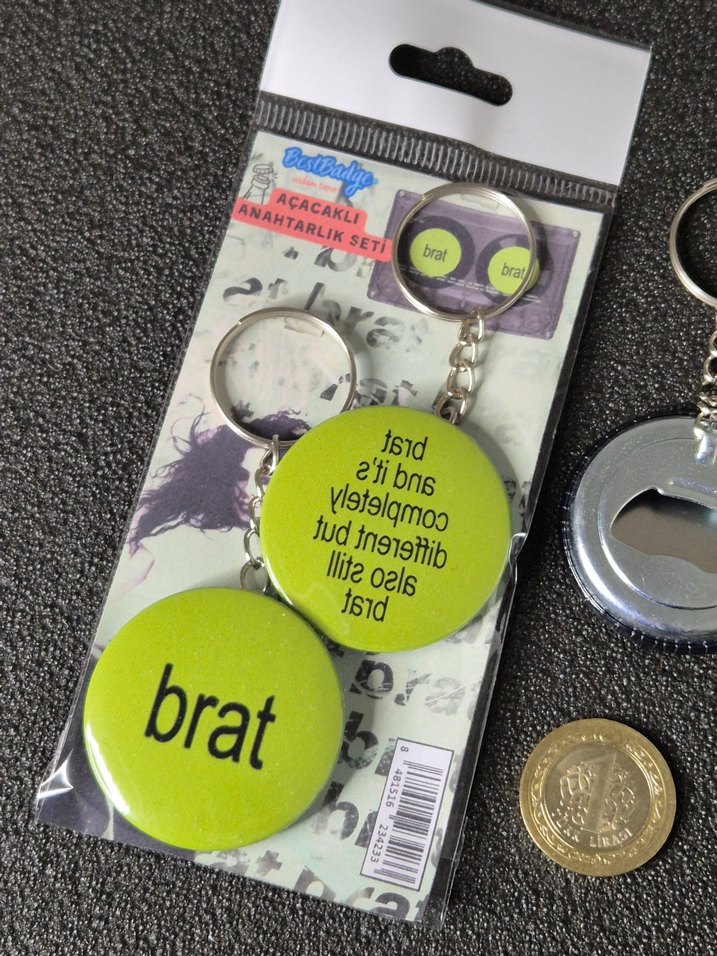 BestBadge
AÇACAKLI
ANAHTARLIK SETİ
brat
brat
brat
and it's
completely
different but
also still
brat
brat
8 481516 234233
1
TÜRK LİRASI